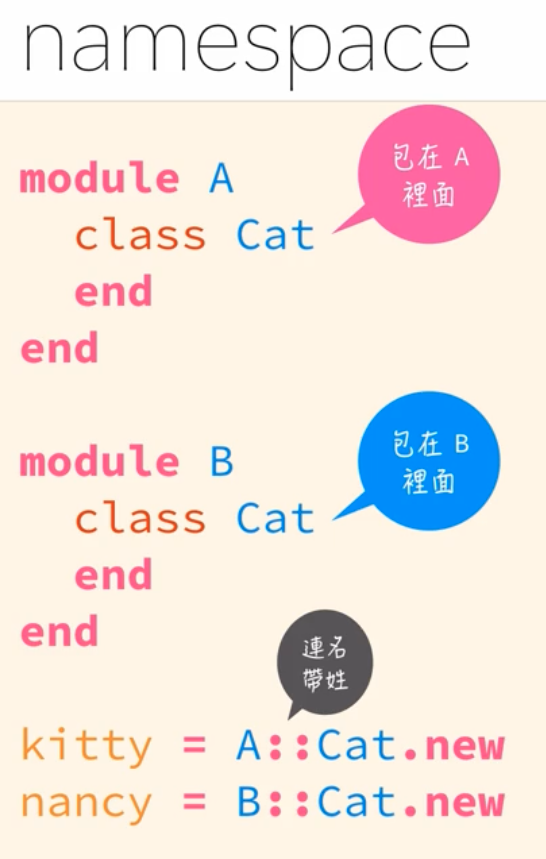 namespace
module A
包在 A
裡面
class Cat
end
end
module B
包在 B
裡面
class Cat
end
end
連名
帶姓
kitty = A::Cat.new
nancy = B::Cat.new